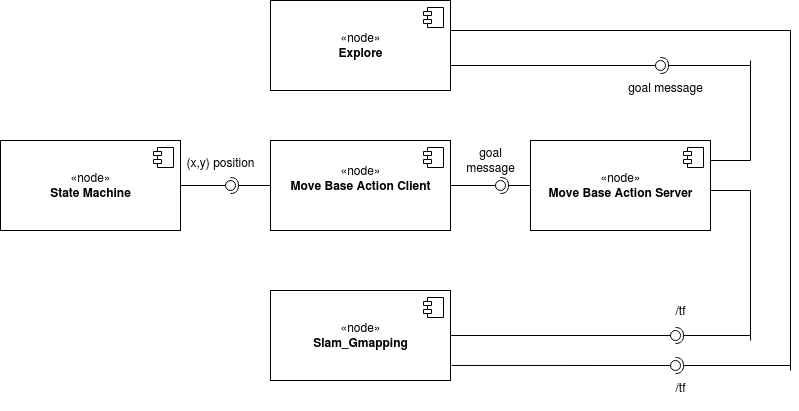 «node»
Explore
goal message
«node»
State Machine
(x,y) position
«node»
Move Base Action Client
goal
message
«node»
Move Base Action Server
«node»
Slam_Gmapping
/tf
/tf